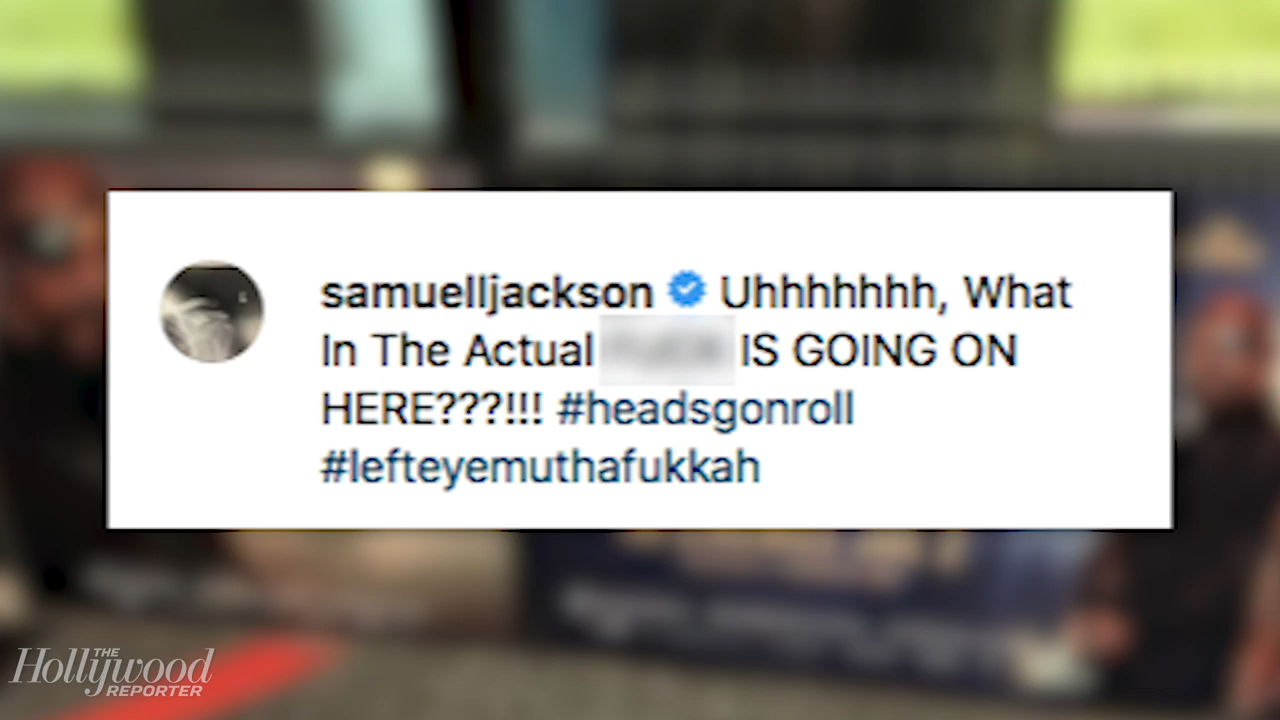 samuelljackson Uhhhhhhh, What
In The Actual IS GOING ON
HERE???!!! #headsgonroll
#lefteyemuthafukkah
THE
Hollywood
REPORTER